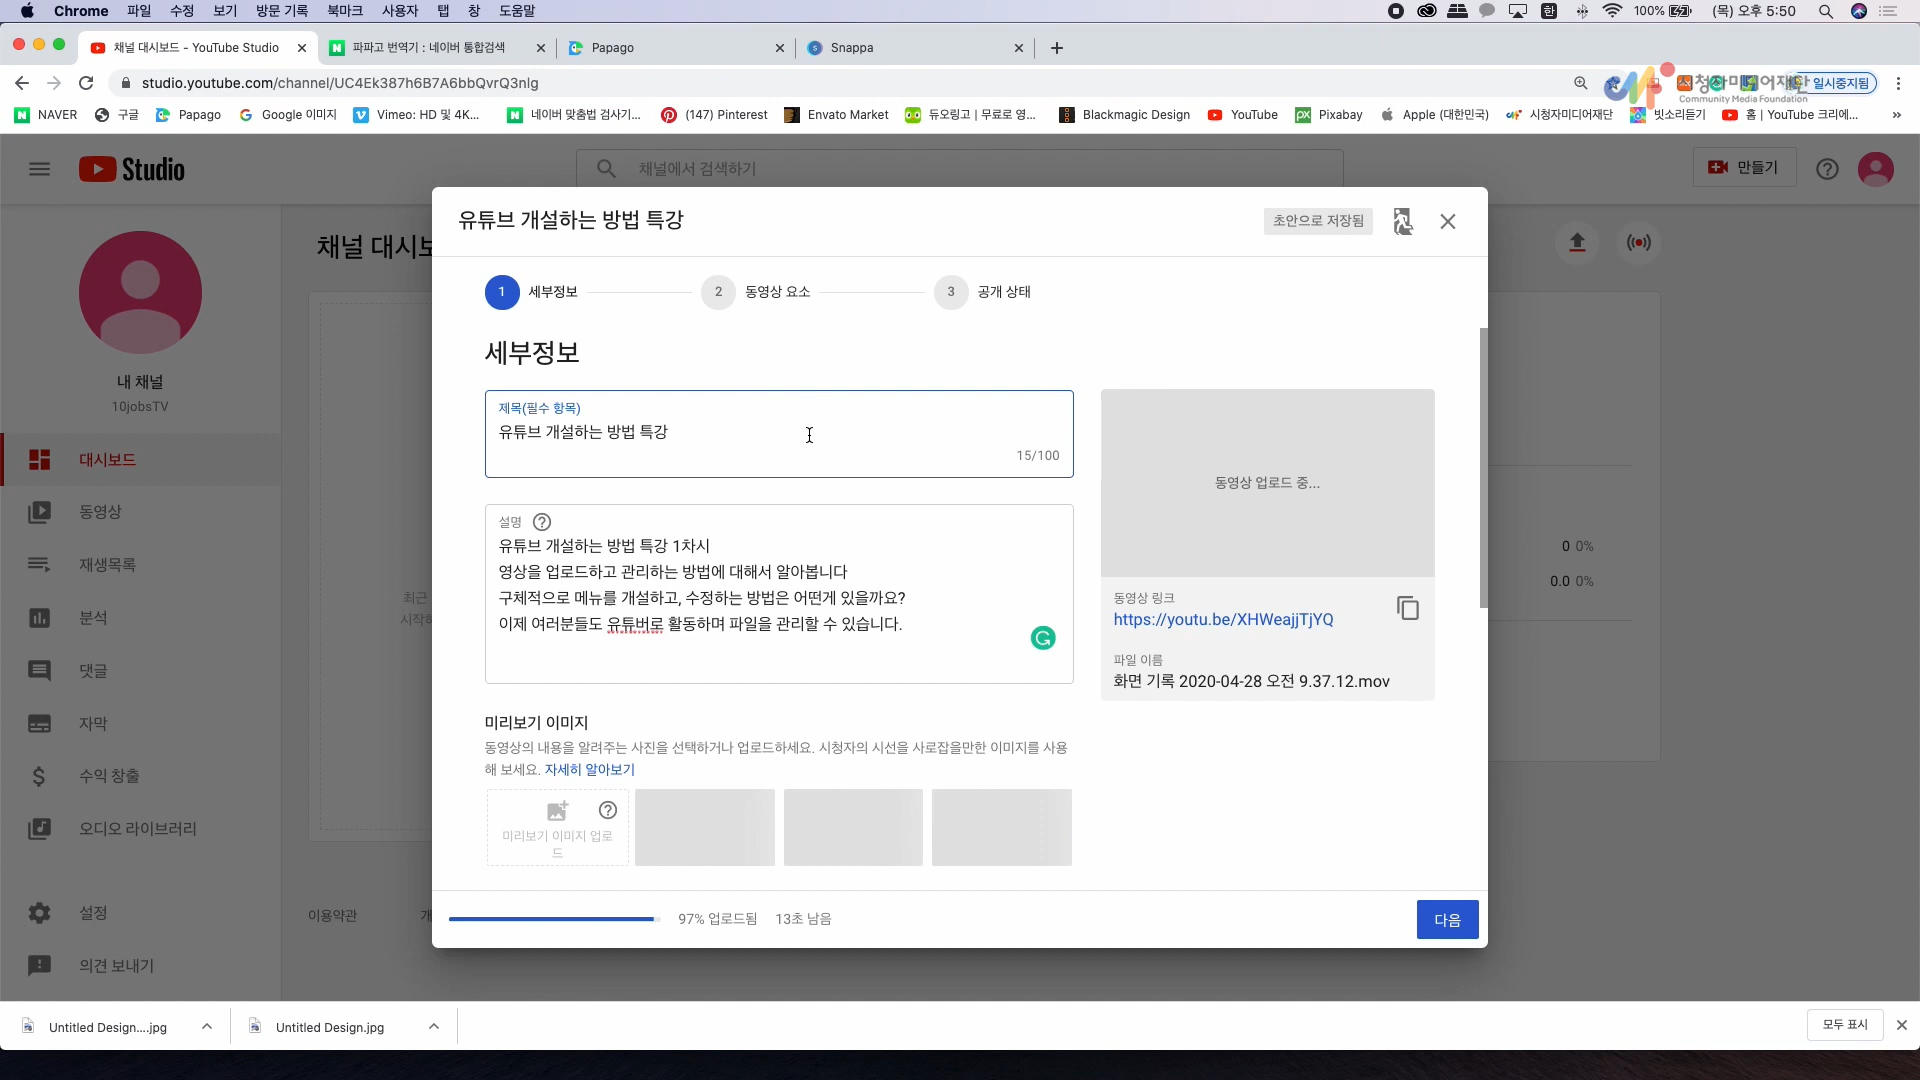 Chrome 파일 수정 보기 방문 기록 북마크 사용자 탭 창 도움말 한 100% (목) 오후 5:50
채널 대시보드 - YouTube Studio 파파고 번역기 : 네이버 통합검색 Papago Snappa
studio.youtube.com/channel/UC4Ek387h6B7A6bbQvrQ3nlg 일시중지됨
시청자미디어재단
Community Media Foundation
NAVER 구글 Papago Google 이미지 Vimeo: HD 및 4K... 네이버 맞춤법 검사기... (147) Pinterest Envato Market 듀오링고 | 무료로 영... Blackmagic Design YouTube Pixabay Apple (대한민국) 시청자미디어재단 빗소리듣기 홈 | YouTube 크리에...
Studio 채널에서 검색하기 만들기
채널 대시보
내 채널
10jobsTV
대시보드
동영상
재생목록
분석
댓글
자막
수익 창출
오디오 라이브러리
설정
의견 보내기
최근
시작하
이용약관 개
유튜브 개설하는 방법 특강 초안으로 저장됨
1 세부정보 2 동영상 요소 3 공개 상태
세부정보
제목(필수 항목)
유튜브 개설하는 방법 특강
15/100
설명
유튜브 개설하는 방법 특강 1차시
영상을 업로드하고 관리하는 방법에 대해서 알아봅니다
구체적으로 메뉴를 개설하고, 수정하는 방법은 어떤게 있을까요?
이제 여러분들도 유튜버로 활동하며 파일을 관리할 수 있습니다.
동영상 업로드 중...
동영상 링크
https://youtu.be/XHWeajjTjYQ
파일 이름
화면 기록 2020-04-28 오전 9.37.12.mov
미리보기 이미지
동영상의 내용을 알려주는 사진을 선택하거나 업로드하세요. 시청자의 시선을 사로잡을만한 이미지를 사용
해 보세요. 자세히 알아보기
미리보기 이미지 업로
드
97% 업로드됨 13초 남음 다음
0 0%
0.0 0%
Untitled Design....jpg Untitled Design.jpg 모두 표시